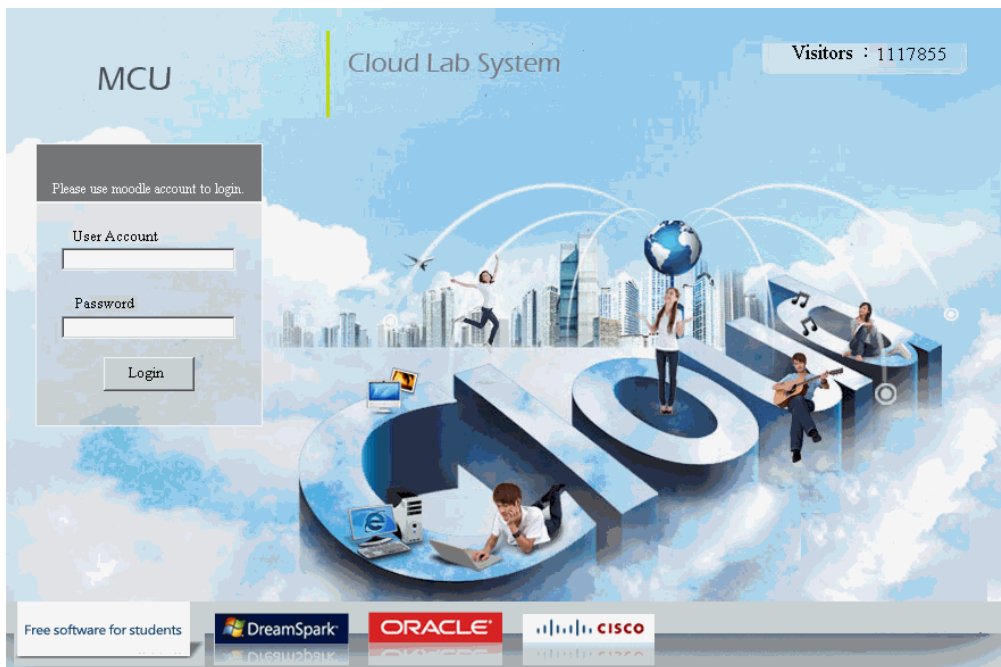 MCU
Cloud Lab System
Visitors：1117855
Please use moodle account to login.
User Account
Password
Login
Cloud
Free software for students
DreamSpark
ORACLE
CISCO